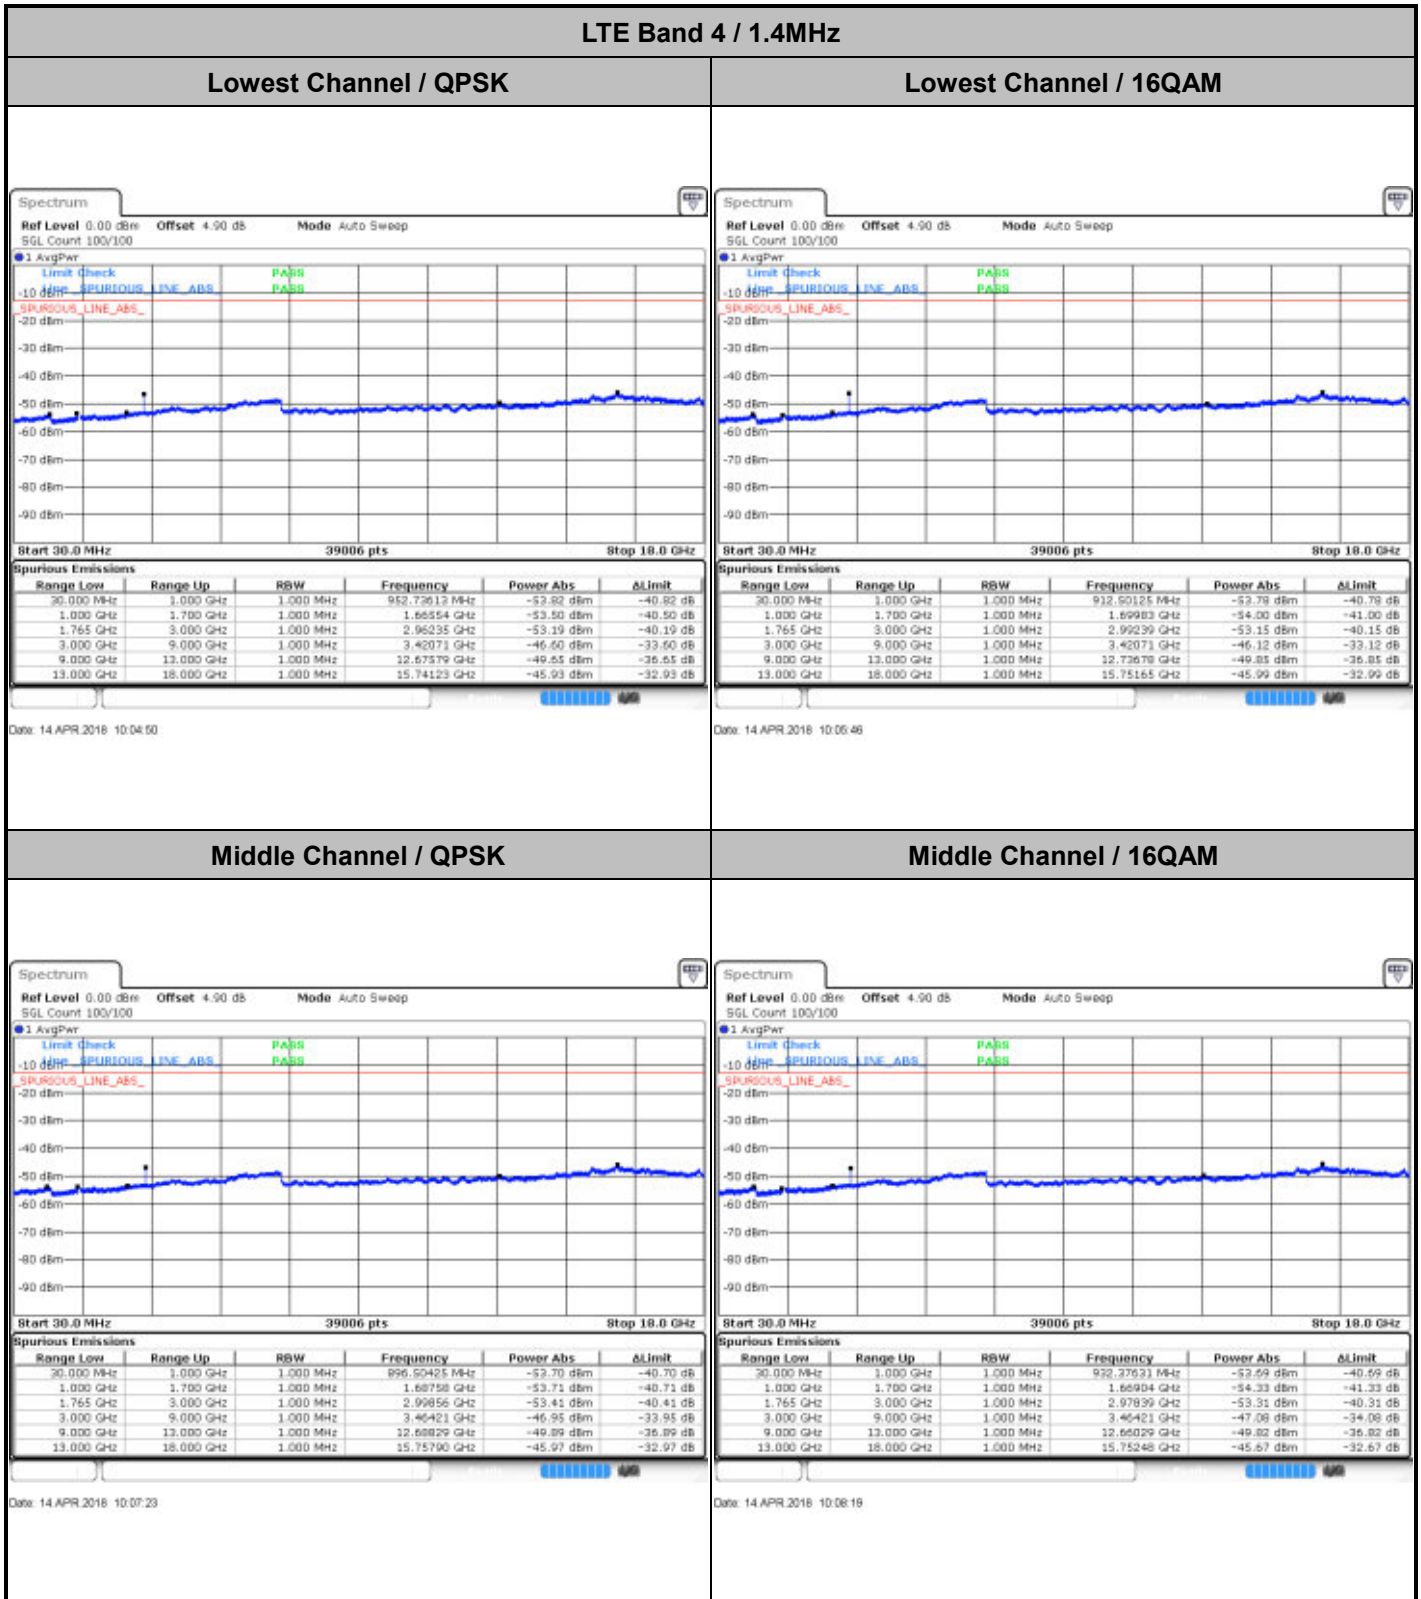 LTE Band 4 / 1.4MHz
Lowest Channel / QPSK
Lowest Channel / 16QAM
Spectrum
Ref Level 0.00 dBm Offset 4.90 dB Mode Auto Sweep
SGL Count 100/100
1 AvgPwr
Limit Check PASS
Line _SPURIOUS_LINE_ABS_ PASS
-10 dBm
_SPURIOUS_LINE_ABS_
-20 dBm
-30 dBm
-40 dBm
-50 dBm
-60 dBm
-70 dBm
-80 dBm
-90 dBm
Start 30.0 MHz 39006 pts Stop 18.0 GHz
Spurious Emissions
Range Low Range Up RBW Frequency Power Abs ΔLimit
30.000 MHz 1.000 GHz 1.000 MHz 952.73613 MHz -53.82 dBm -40.82 dB
1.000 GHz 1.700 GHz 1.000 MHz 1.66554 GHz -53.50 dBm -40.50 dB
1.765 GHz 3.000 GHz 1.000 MHz 2.96235 GHz -53.19 dBm -40.19 dB
3.000 GHz 9.000 GHz 1.000 MHz 3.42071 GHz -46.60 dBm -33.60 dB
9.000 GHz 13.000 GHz 1.000 MHz 12.67579 GHz -49.65 dBm -36.65 dB
13.000 GHz 18.000 GHz 1.000 MHz 15.74123 GHz -45.93 dBm -32.93 dB
Date: 14.APR.2018 10:04:50
Spectrum
Ref Level 0.00 dBm Offset 4.90 dB Mode Auto Sweep
SGL Count 100/100
1 AvgPwr
Limit Check PASS
Line _SPURIOUS_LINE_ABS_ PASS
-10 dBm
_SPURIOUS_LINE_ABS_
-20 dBm
-30 dBm
-40 dBm
-50 dBm
-60 dBm
-70 dBm
-80 dBm
-90 dBm
Start 30.0 MHz 39006 pts Stop 18.0 GHz
Spurious Emissions
Range Low Range Up RBW Frequency Power Abs ΔLimit
30.000 MHz 1.000 GHz 1.000 MHz 912.50125 MHz -53.78 dBm -40.78 dB
1.000 GHz 1.700 GHz 1.000 MHz 1.69983 GHz -54.00 dBm -41.00 dB
1.765 GHz 3.000 GHz 1.000 MHz 2.99239 GHz -53.15 dBm -40.15 dB
3.000 GHz 9.000 GHz 1.000 MHz 3.42071 GHz -46.12 dBm -33.12 dB
9.000 GHz 13.000 GHz 1.000 MHz 12.73678 GHz -49.85 dBm -36.85 dB
13.000 GHz 18.000 GHz 1.000 MHz 15.75165 GHz -45.99 dBm -32.99 dB
Date: 14.APR.2018 10:05:46
Middle Channel / QPSK
Middle Channel / 16QAM
Spectrum
Ref Level 0.00 dBm Offset 4.90 dB Mode Auto Sweep
SGL Count 100/100
1 AvgPwr
Limit Check PASS
Line _SPURIOUS_LINE_ABS_ PASS
-10 dBm
_SPURIOUS_LINE_ABS_
-20 dBm
-30 dBm
-40 dBm
-50 dBm
-60 dBm
-70 dBm
-80 dBm
-90 dBm
Start 30.0 MHz 39006 pts Stop 18.0 GHz
Spurious Emissions
Range Low Range Up RBW Frequency Power Abs ΔLimit
30.000 MHz 1.000 GHz 1.000 MHz 896.50425 MHz -53.70 dBm -40.70 dB
1.000 GHz 1.700 GHz 1.000 MHz 1.68758 GHz -53.71 dBm -40.71 dB
1.765 GHz 3.000 GHz 1.000 MHz 2.99856 GHz -53.41 dBm -40.41 dB
3.000 GHz 9.000 GHz 1.000 MHz 3.46421 GHz -46.95 dBm -33.95 dB
9.000 GHz 13.000 GHz 1.000 MHz 12.68829 GHz -49.89 dBm -36.89 dB
13.000 GHz 18.000 GHz 1.000 MHz 15.75790 GHz -45.97 dBm -32.97 dB
Date: 14.APR.2018 10:07:23
Spectrum
Ref Level 0.00 dBm Offset 4.90 dB Mode Auto Sweep
SGL Count 100/100
1 AvgPwr
Limit Check PASS
Line _SPURIOUS_LINE_ABS_ PASS
-10 dBm
_SPURIOUS_LINE_ABS_
-20 dBm
-30 dBm
-40 dBm
-50 dBm
-60 dBm
-70 dBm
-80 dBm
-90 dBm
Start 30.0 MHz 39006 pts Stop 18.0 GHz
Spurious Emissions
Range Low Range Up RBW Frequency Power Abs ΔLimit
30.000 MHz 1.000 GHz 1.000 MHz 932.37631 MHz -53.69 dBm -40.69 dB
1.000 GHz 1.700 GHz 1.000 MHz 1.66904 GHz -54.33 dBm -41.33 dB
1.765 GHz 3.000 GHz 1.000 MHz 2.97839 GHz -53.31 dBm -40.31 dB
3.000 GHz 9.000 GHz 1.000 MHz 3.46421 GHz -47.08 dBm -34.08 dB
9.000 GHz 13.000 GHz 1.000 MHz 12.66029 GHz -49.82 dBm -36.82 dB
13.000 GHz 18.000 GHz 1.000 MHz 15.75248 GHz -45.67 dBm -32.67 dB
Date: 14.APR.2018 10:08:19